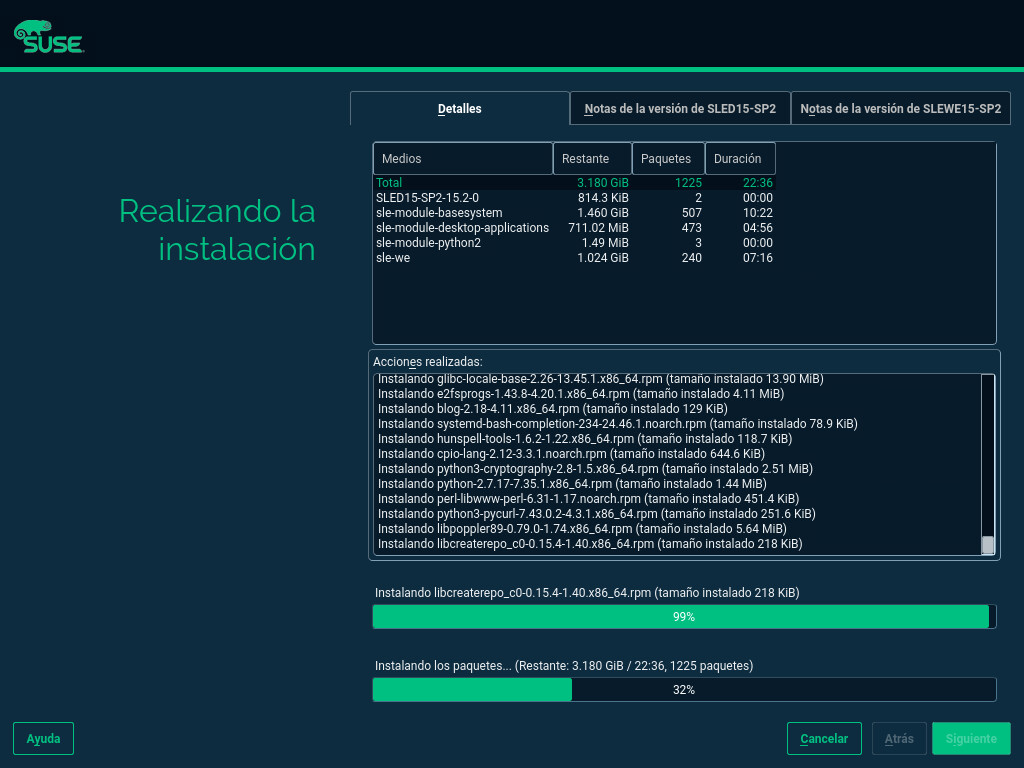 SUSE
Detalles
Notas de la versión de SLED15-SP2
Notas de la versión de SLEWE15-SP2
Realizando la
instalación
Medios Restante Paquetes Duración
Total 3.180 GiB 1225 22:36
SLED15-SP2-15.2-0 814.3 KiB 2 00:00
sle-module-basesystem 1.460 GiB 507 10:22
sle-module-desktop-applications 711.02 MiB 473 04:56
sle-module-python2 1.49 MiB 3 00:00
sle-we 1.024 GiB 240 07:16
Acciones realizadas:
Instalando glibc-locale-base-2.26-13.45.1.x86_64.rpm (tamaño instalado 13.90 MiB)
Instalando e2fsprogs-1.43.8-4.20.1.x86_64.rpm (tamaño instalado 4.11 MiB)
Instalando blog-2.18-4.11.x86_64.rpm (tamaño instalado 129 KiB)
Instalando systemd-bash-completion-234-24.46.1.noarch.rpm (tamaño instalado 78.9 KiB)
Instalando hunspell-tools-1.6.2-1.22.x86_64.rpm (tamaño instalado 118.7 KiB)
Instalando cpio-lang-2.12-3.3.1.noarch.rpm (tamaño instalado 644.6 KiB)
Instalando python3-cryptography-2.8-1.5.x86_64.rpm (tamaño instalado 2.51 MiB)
Instalando python-2.7.17-7.35.1.x86_64.rpm (tamaño instalado 1.44 MiB)
Instalando perl-libwww-perl-6.31-1.17.noarch.rpm (tamaño instalado 451.4 KiB)
Instalando python3-pycurl-7.43.0.2-4.3.1.x86_64.rpm (tamaño instalado 251.6 KiB)
Instalando libpoppler89-0.79.0-1.74.x86_64.rpm (tamaño instalado 5.64 MiB)
Instalando libcreaterepo_c0-0.15.4-1.40.x86_64.rpm (tamaño instalado 218 KiB)
Instalando libcreaterepo_c0-0.15.4-1.40.x86_64.rpm (tamaño instalado 218 KiB)
99%
Instalando los paquetes... (Restante: 3.180 GiB / 22:36, 1225 paquetes)
32%
Ayuda
Cancelar
Atrás
Siguiente